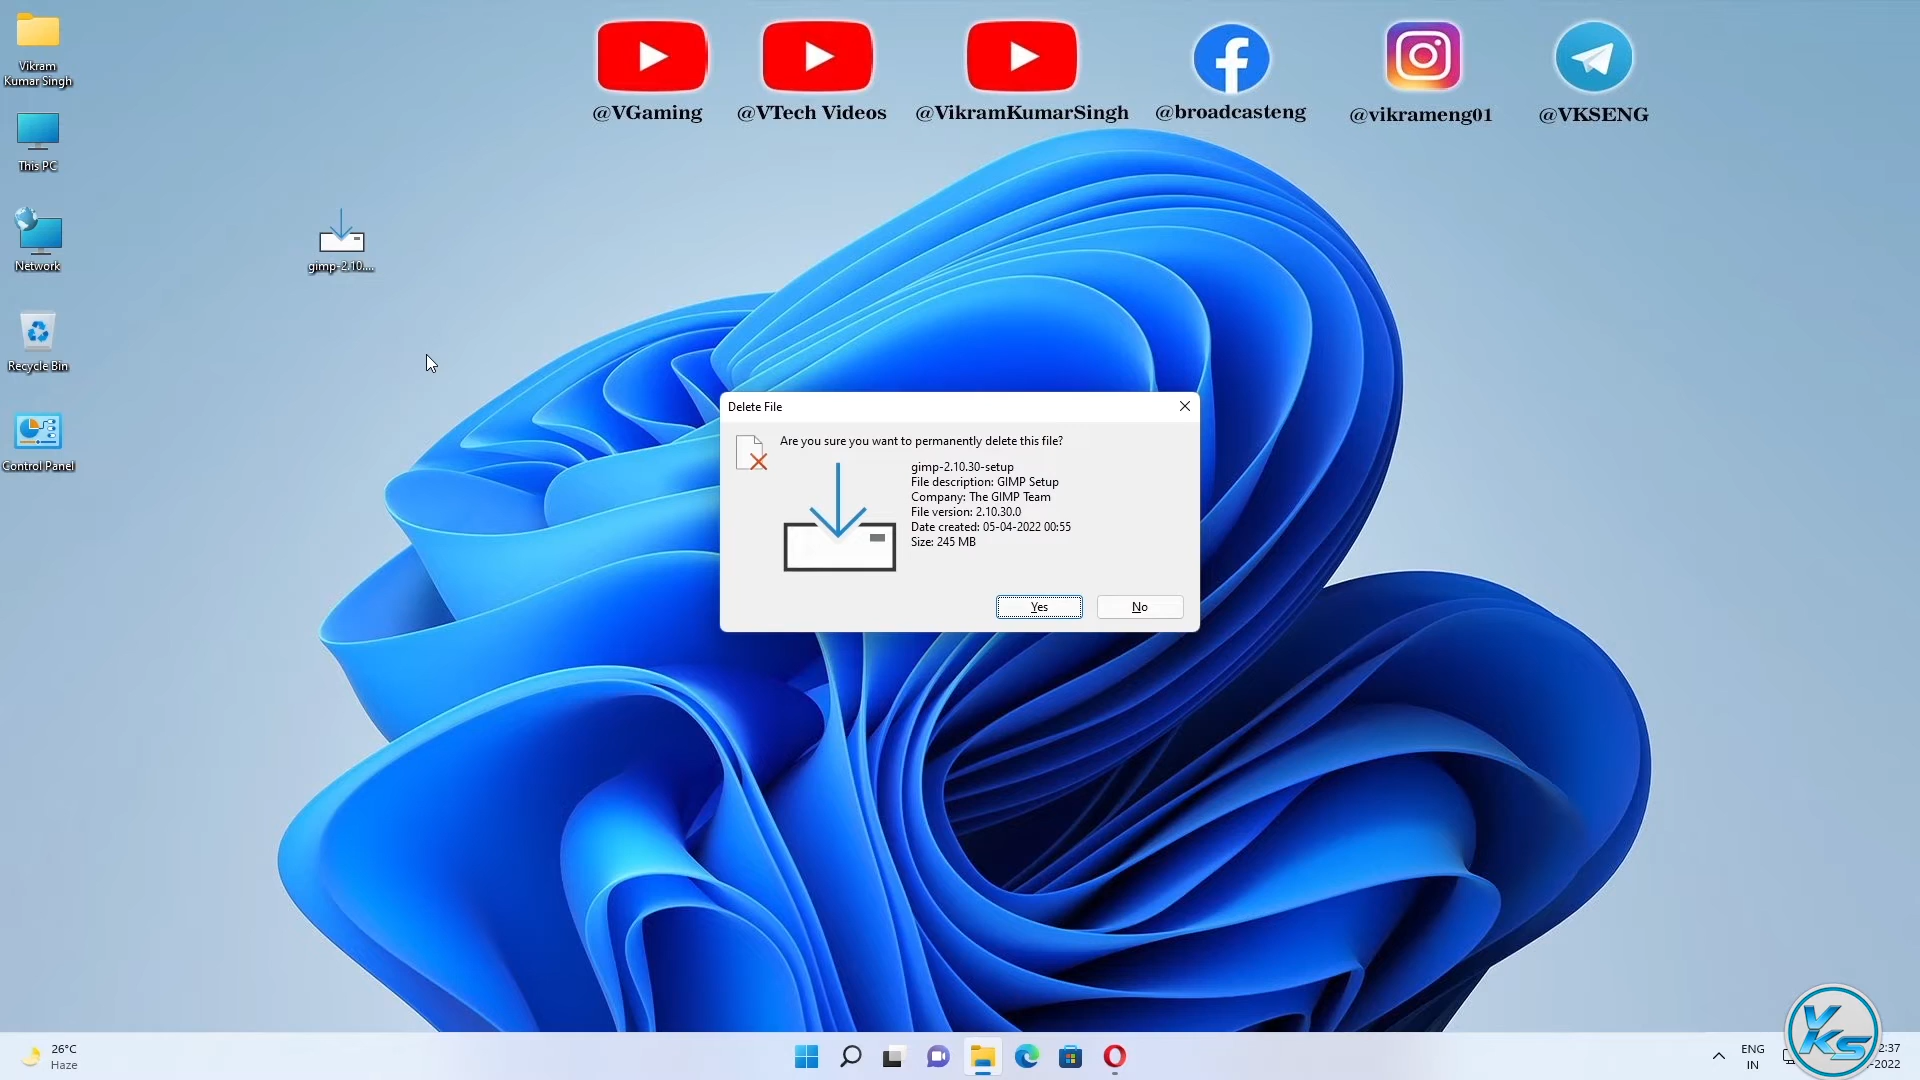 Vikram
Kumar Singh
This PC
Network
Recycle Bin
Control Panel
gimp-2.10....
@VGaming
@VTech Videos
@VikramKumarSingh
@broadcasteng
@vikrameng01
@VKSENG
Delete File
Are you sure you want to permanently delete this file?
gimp-2.10.30-setup
File description: GIMP Setup
Company: The GIMP Team
File version: 2.10.30.0
Date created: 05-04-2022 00:55
Size: 245 MB
Yes
No
26°C
Haze
ENG
IN
2:37
-2022
VKS